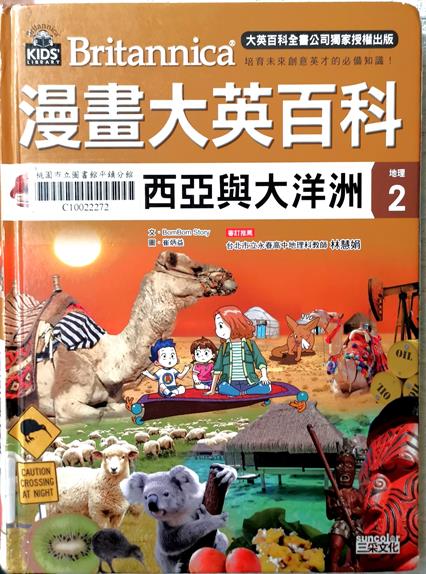 Britannica
KIDS'
LIBRARY
Britannica®
大英百科全書公司獨家授權出版
培育未來創意英才的必備知識！
漫畫大英百科
桃園市立圖書館平鎮分館
C10022272
西亞與大洋洲
地理
2
文・BomBom Story
圖・崔炳益
審訂推薦
台北市立永春高中地理科教師 林慧娟
OIL
OIL
CAUTION
CROSSING
AT NIGHT
suncolor
三采文化